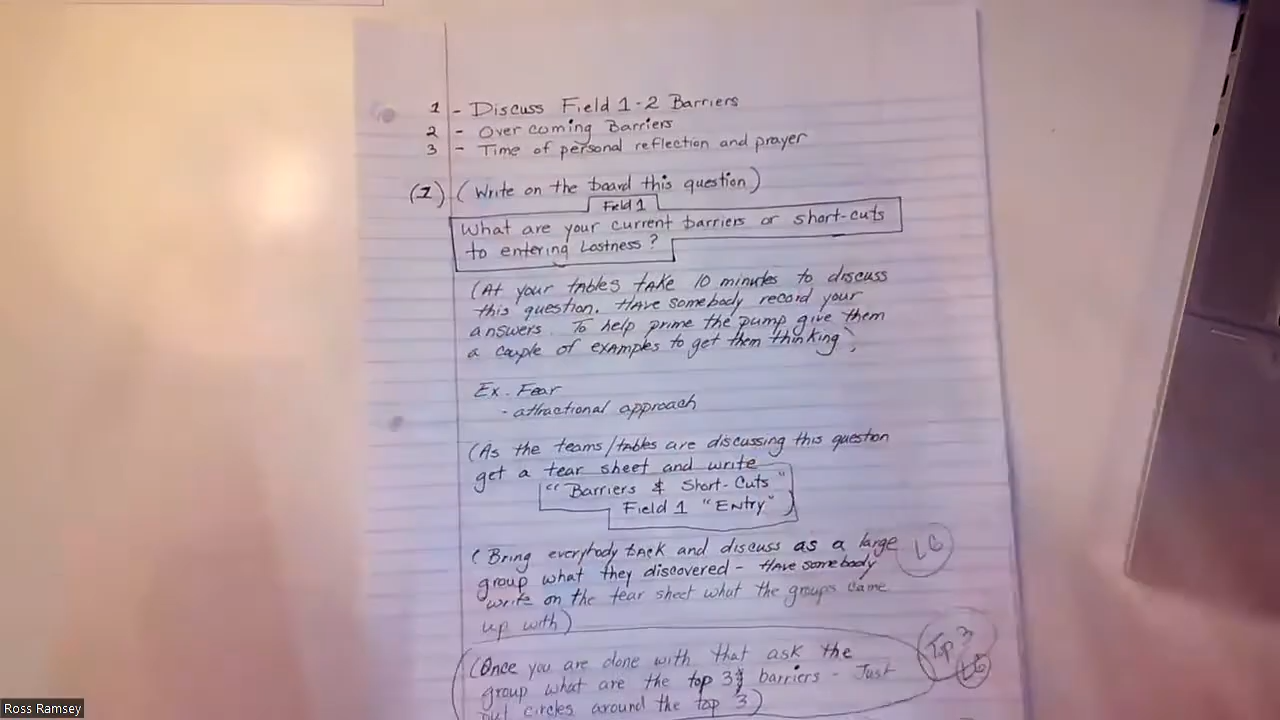 1 - Discuss Field 1-2 Barriers
2 - Over coming Barriers
3 - Time of personal reflection and prayer
(1) (Write on the board this question)
Field 1
What are your current barriers or short-cuts
to entering Lostness?
(At your tables take 10 minutes to discuss
this question. Have somebody record your
answers. To help prime the pump give them
a couple of examples to get them thinking)
Ex. Fear
- attractional approach
(As the teams/tables are discussing this question
get a tear sheet and write
"Barriers & Short-Cuts"
Field 1 "Entry")
(Bring everybody back and discuss as a large
group what they discovered - Have somebody
write on the tear sheet what the groups came
up with)
LG
(Once you are done with that ask the
group what are the top 3 barriers - Just
put circles around the top 3)
Top 3
LG
Ross Ramsey